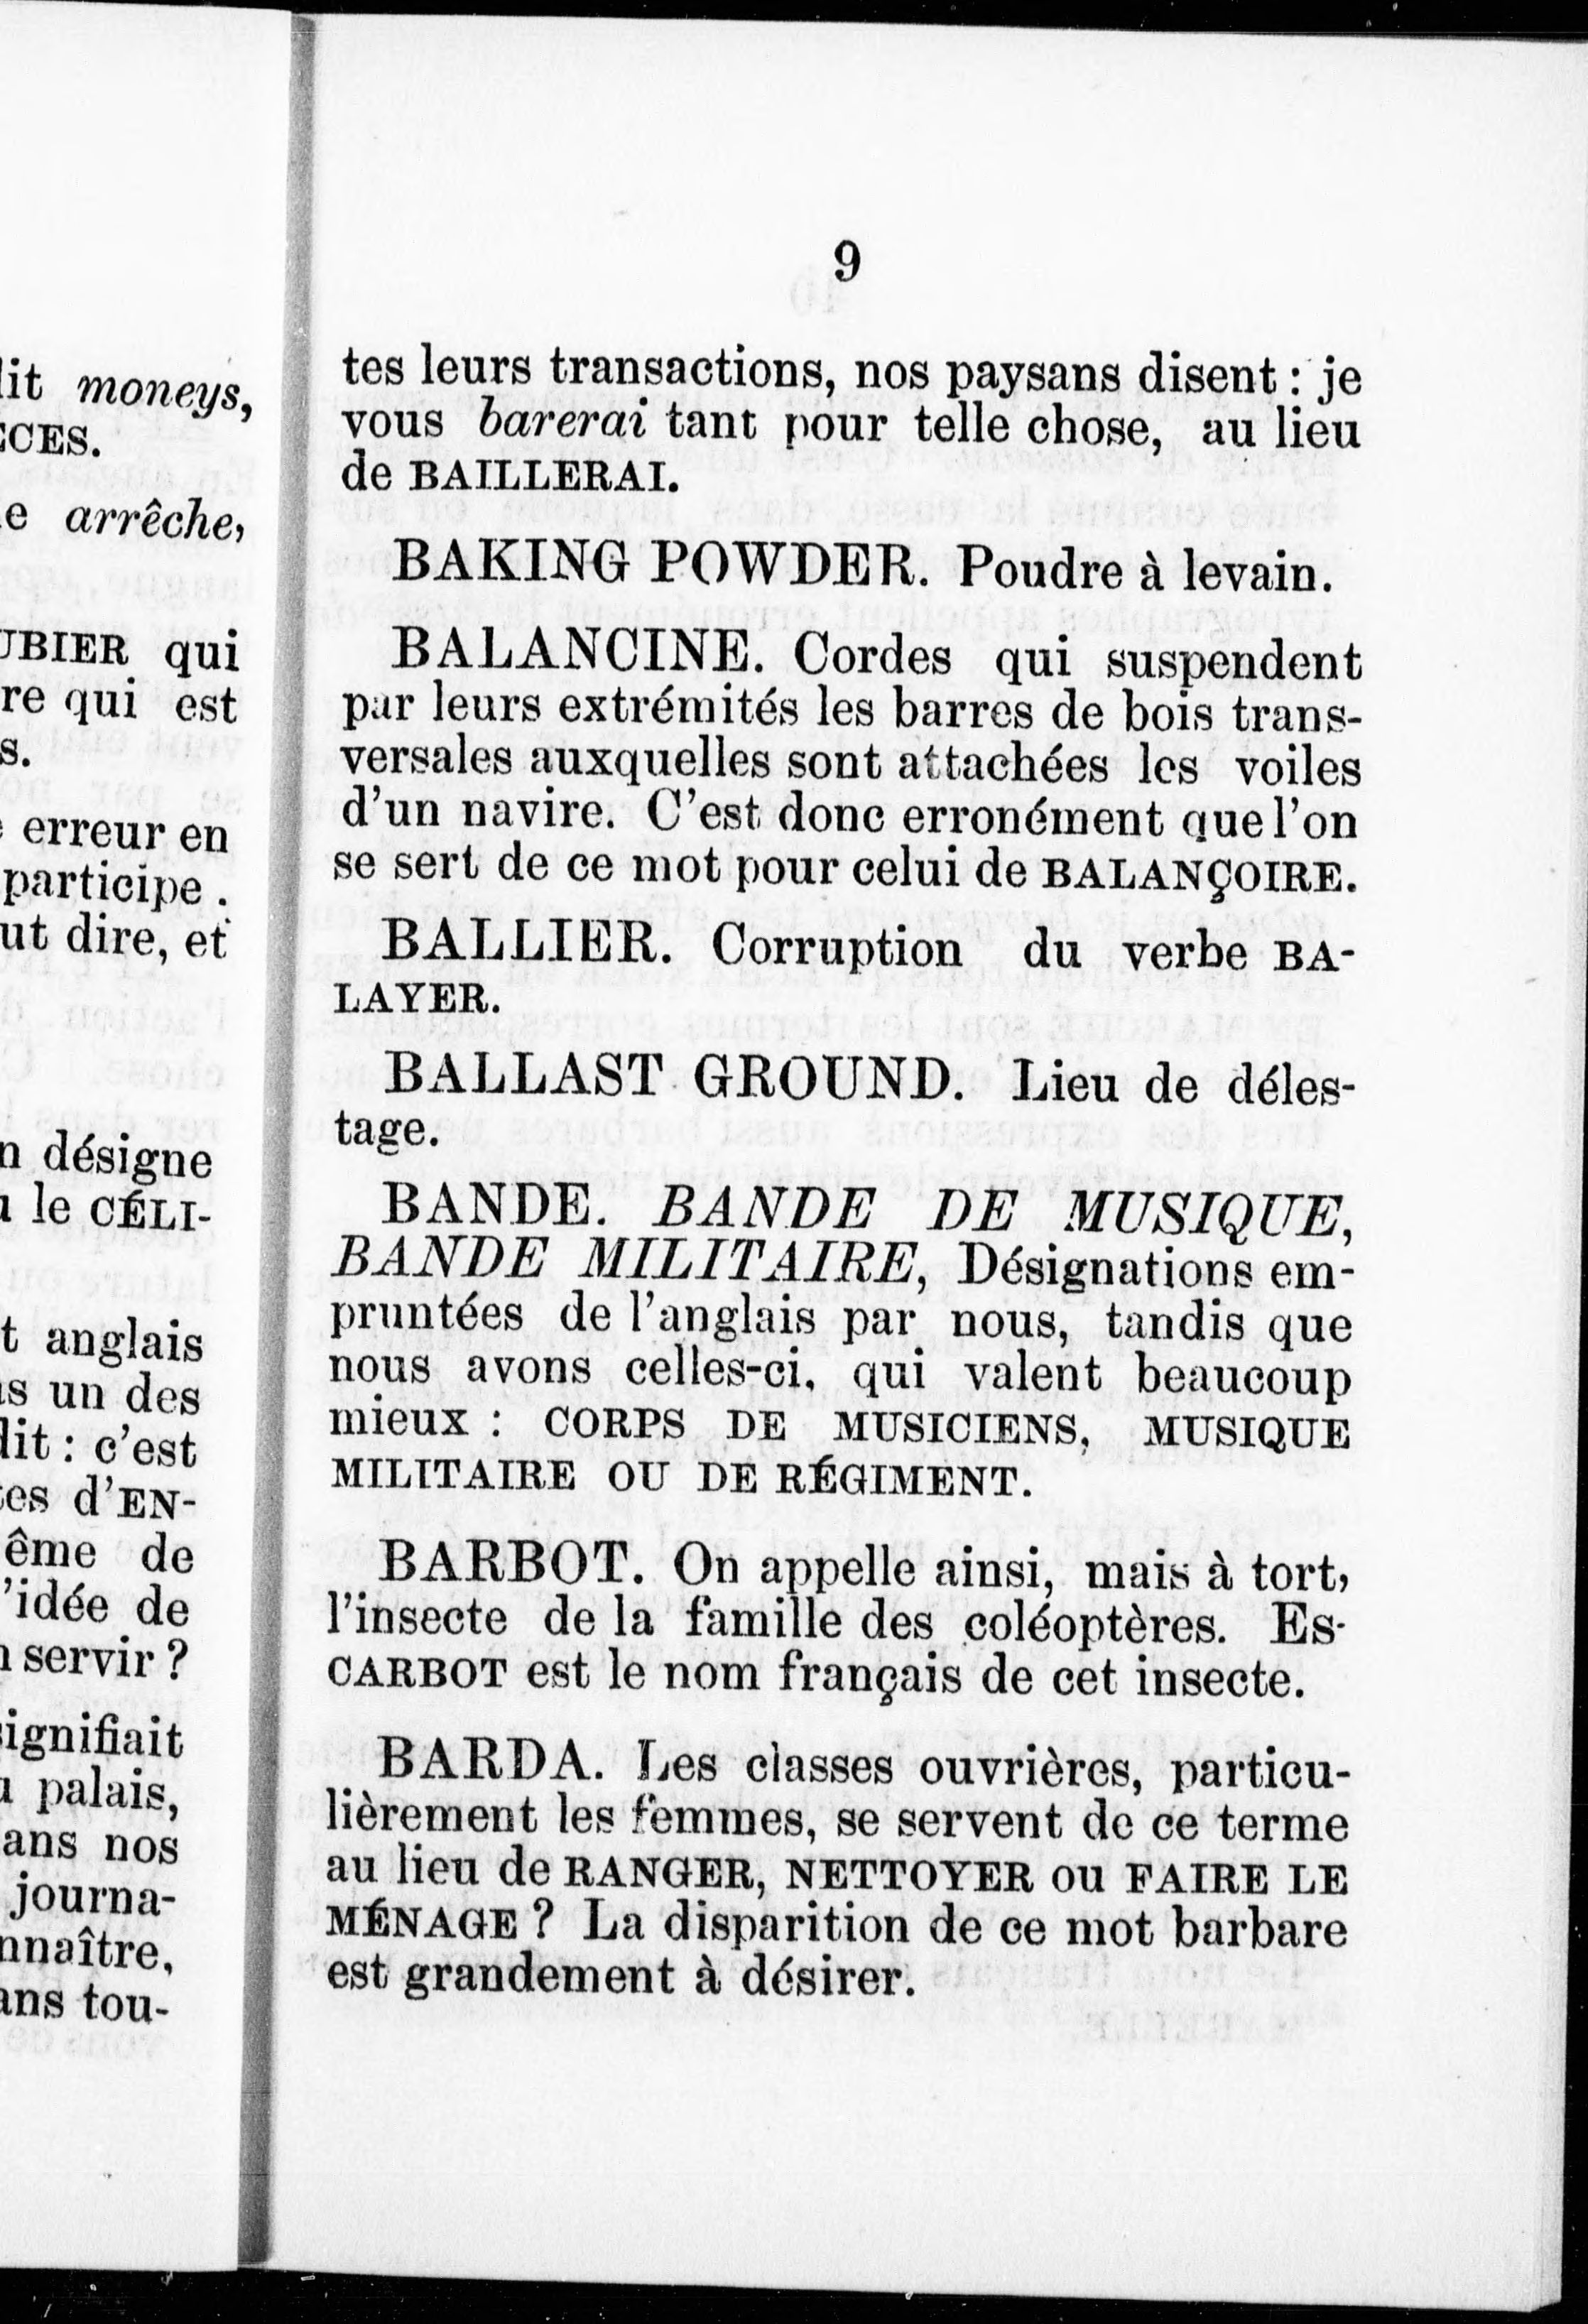 lit moneys,
CES.
e arrêche,
UBIER qui
re qui est
s.
erreur en
participe.
ut dire, et
n désigne
le CÉLI-
t anglais
s un des
lit : c'est
es d'EN-
ême de
'idée de
servir ?
ignifiait
palais,
ans nos
journa-
nnaître,
ans tou-
9
tes leurs transactions, nos paysans disent : je
vous barerai tant pour telle chose, au lieu
de BAILLERAI.
BAKING POWDER. Poudre à levain.
BALANCINE. Cordes qui suspendent
par leurs extrémités les barres de bois trans-
versales auxquelles sont attachées les voiles
d'un navire. C'est donc erronément que l'on
se sert de ce mot pour celui de BALANÇOIRE.
BALLIER. Corruption du verbe BA-
LAYER.
BALLAST GROUND. Lieu de déles-
tage.
BANDE. BANDE DE MUSIQUE,
BANDE MILITAIRE, Désignations em-
pruntées de l'anglais par nous, tandis que
nous avons celles-ci, qui valent beaucoup
mieux : CORPS DE MUSICIENS, MUSIQUE
MILITAIRE OU DE RÉGIMENT.
BARBOT. On appelle ainsi, mais à tort,
l'insecte de la famille des coléoptères. ES-
CARBOT est le nom français de cet insecte.
BARDA. Les classes ouvrières, particu-
lièrement les femmes, se servent de ce terme
au lieu de RANGER, NETTOYER ou FAIRE LE
MÉNAGE ? La disparition de ce mot barbare
est grandement à désirer.